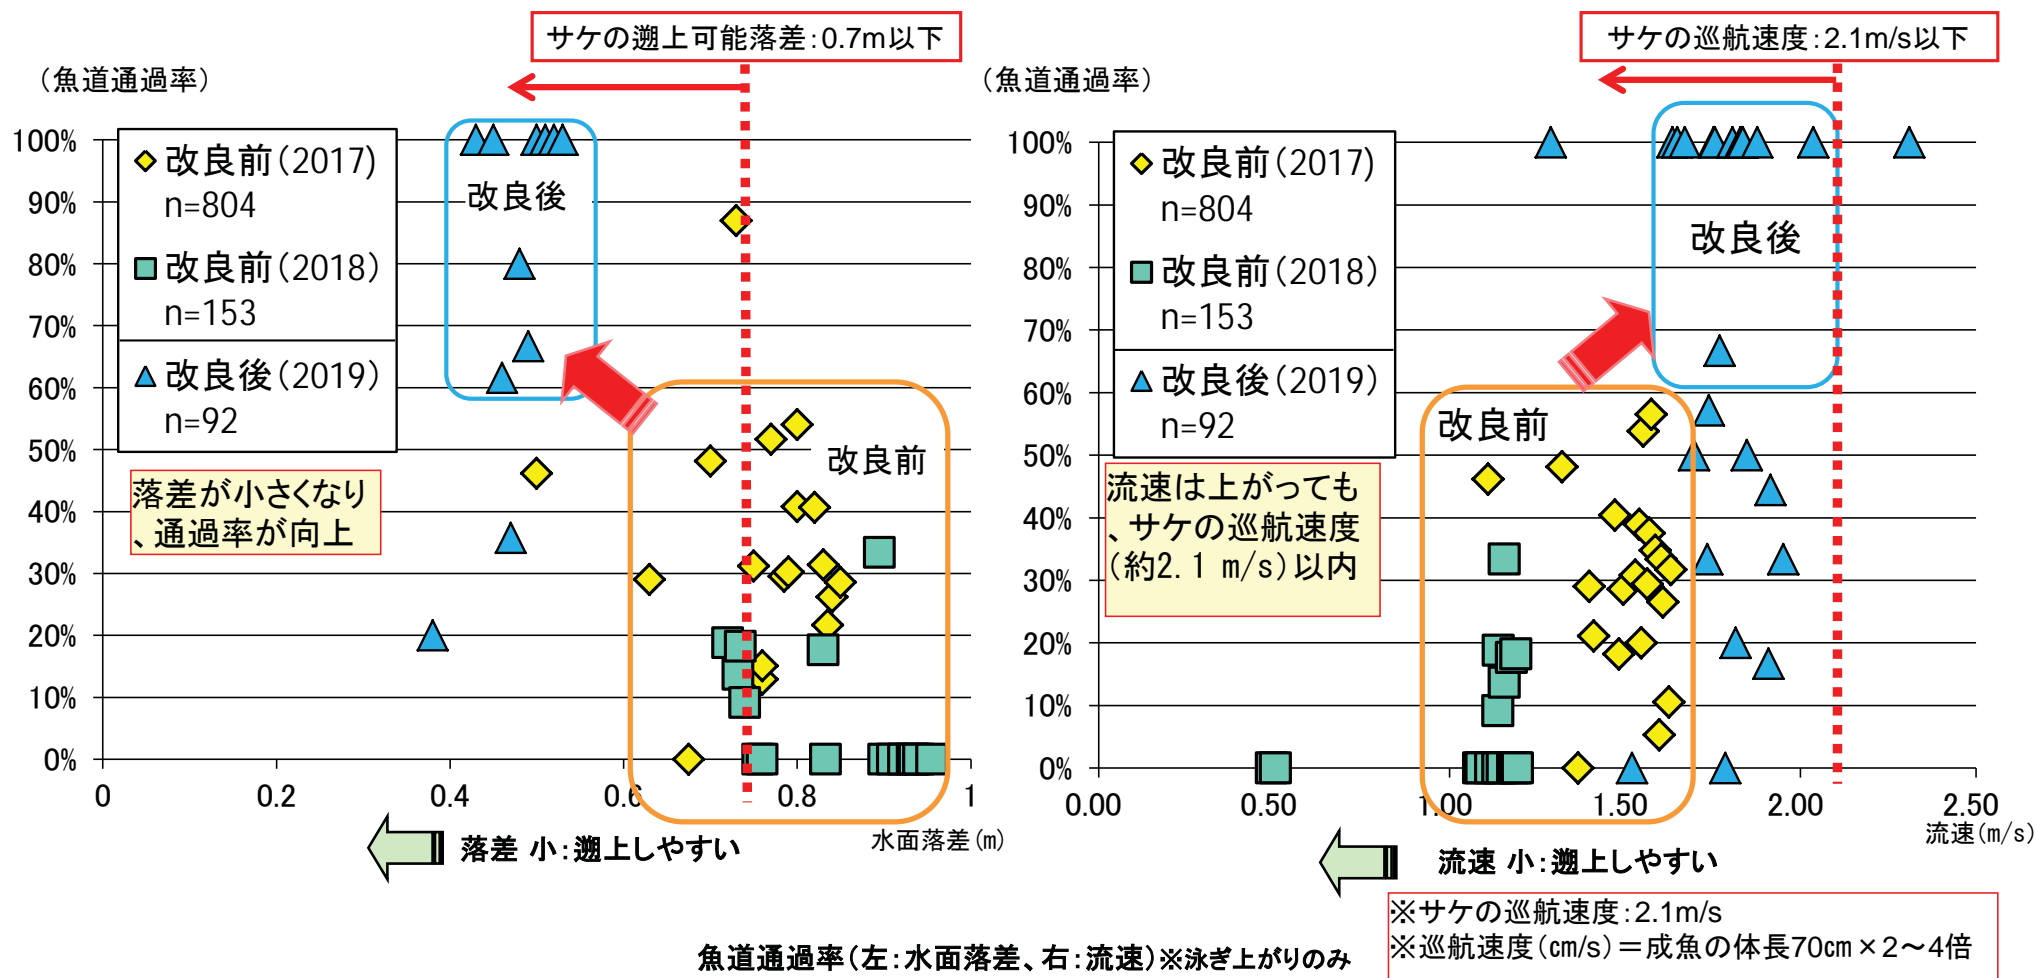 サケの遡上可能落差：0.7m以下
（魚道通過率）
100%
90%
80%
70%
60%
50%
40%
30%
20%
10%
0%
0
0.2
0.4
0.6
0.8
1
水面落差(m)
改良前(2017)
n=804
改良前(2018)
n=153
改良後(2019)
n=92
改良後
改良前
落差が小さくなり
、通過率が向上
落差 小：遡上しやすい
サケの巡航速度：2.1m/s以下
（魚道通過率）
100%
90%
80%
70%
60%
50%
40%
30%
20%
10%
0%
0.00
0.50
1.00
1.50
2.00
2.50
流速(m/s)
改良前(2017)
n=804
改良前(2018)
n=153
改良後(2019)
n=92
改良後
改良前
流速は上がっても
、サケの巡航速度
（約2.1 m/s）以内
流速 小：遡上しやすい
※サケの巡航速度：2.1m/s
※巡航速度(cm/s)＝成魚の体長70cm×2～4倍
魚道通過率（左：水面落差、右：流速）※泳ぎ上がりのみ